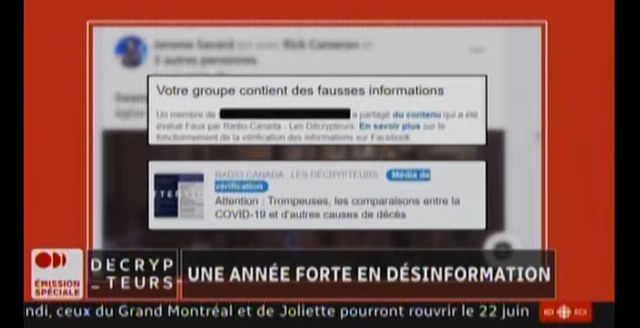 3 autres personnes
Votre groupe contient des fausses informations
Un membre de a partagé du contenu qui a été
évalué Faux par Radio-Canada - Les Décrypteurs. En savoir plus sur le
fonctionnement de la vérification des informations sur Facebook.
RADIO-CANADA - LES DÉCRYPTEURS Média de
vérification
Attention : Trompeuses, les comparaisons entre la
COVID-19 et d'autres causes de décès
ÉMISSION
SPÉCIALE
DECRYP
_TEURS
UNE ANNÉE FORTE EN DÉSINFORMATION
ndi, ceux du Grand Montréal et de Joliette pourront rouvrir le 22 juin
ICI RDI